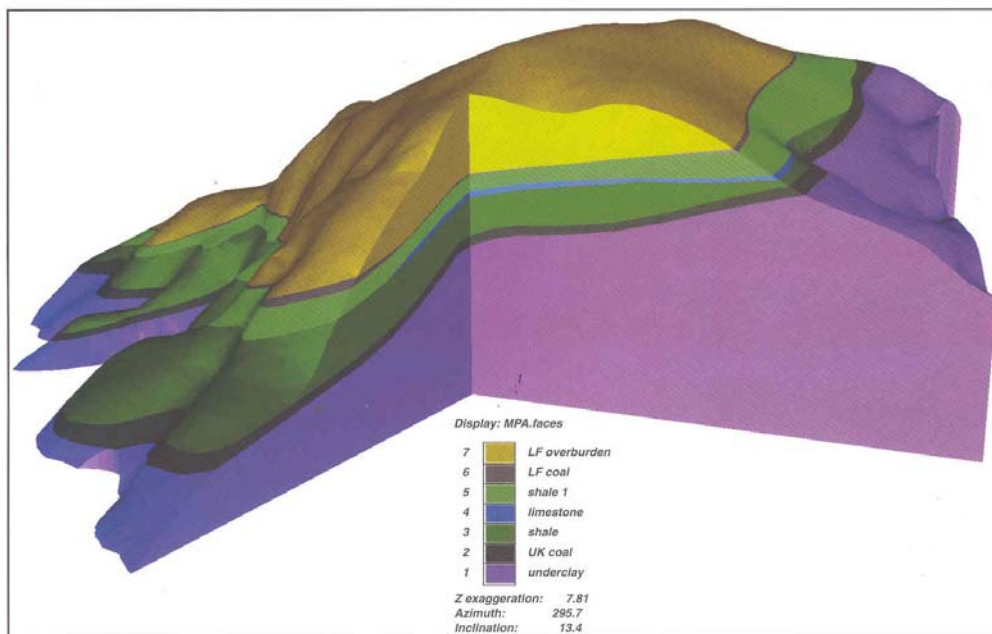 1
Display: MPA.faces
7 LF overburden
6 LF coal
5 shale 1
4 limestone
3 shale
2 UK coal
1 underclay
Z exaggeration: 7.81
Azimuth: 295.7
Inclination: 13.4